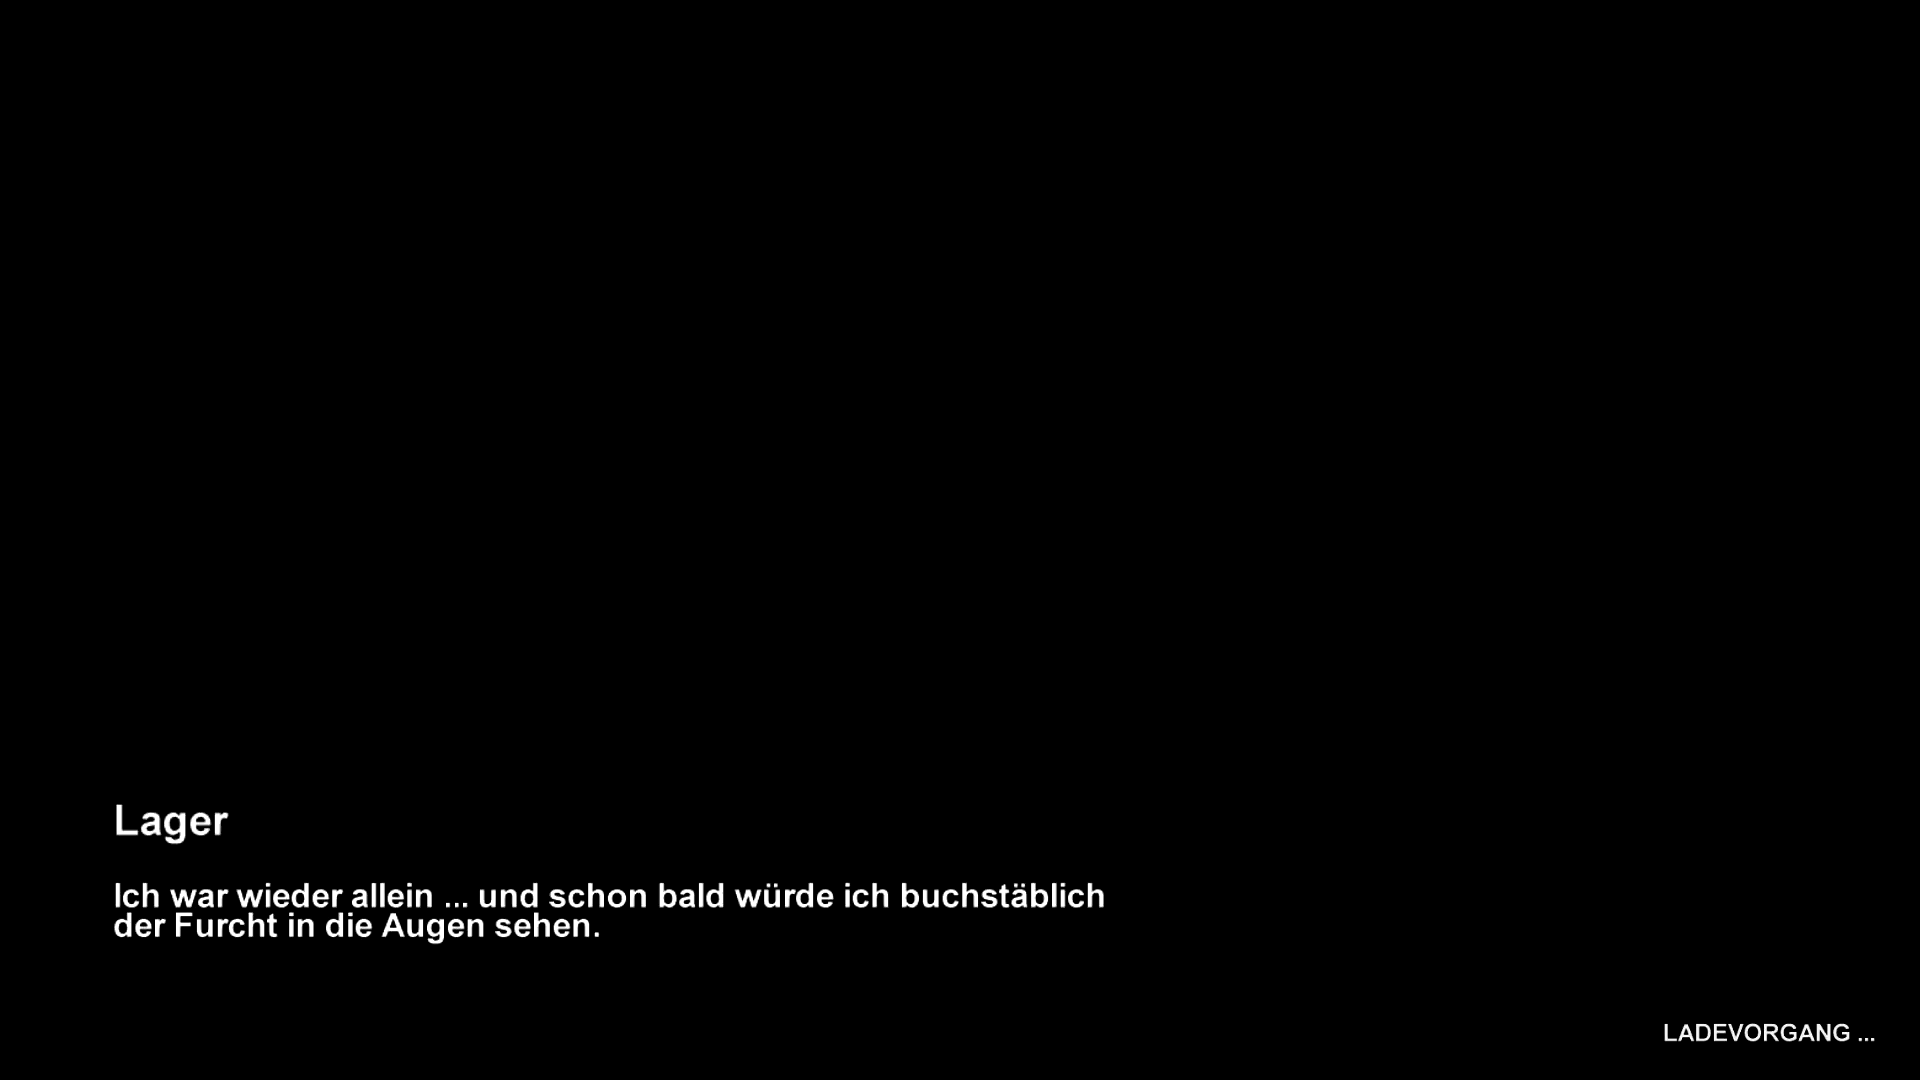 Lager
Ich war wieder allein ... und schon bald würde ich buchstäblich
der Furcht in die Augen sehen.
LADEVORGANG ...